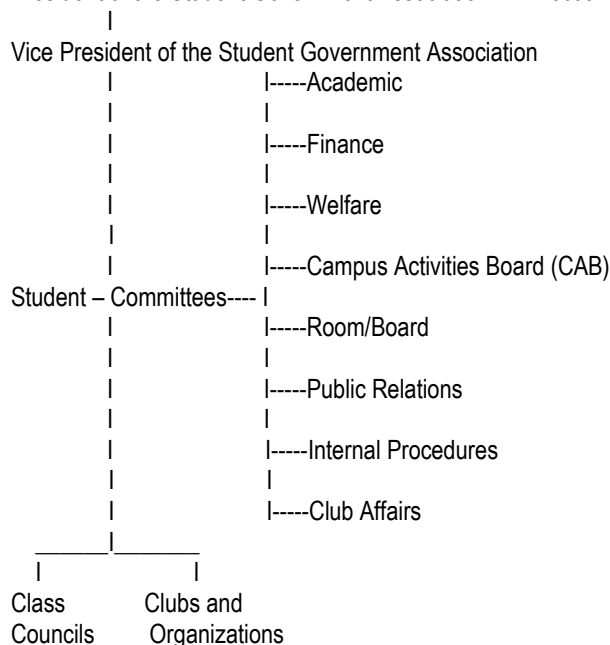 Vice President of the Student Government Association
Academic
Finance
Welfare
Campus Activities Board (CAB)
Student – Committees
Room/Board
Public Relations
Internal Procedures
Club Affairs
Class Clubs and
Councils Organizations